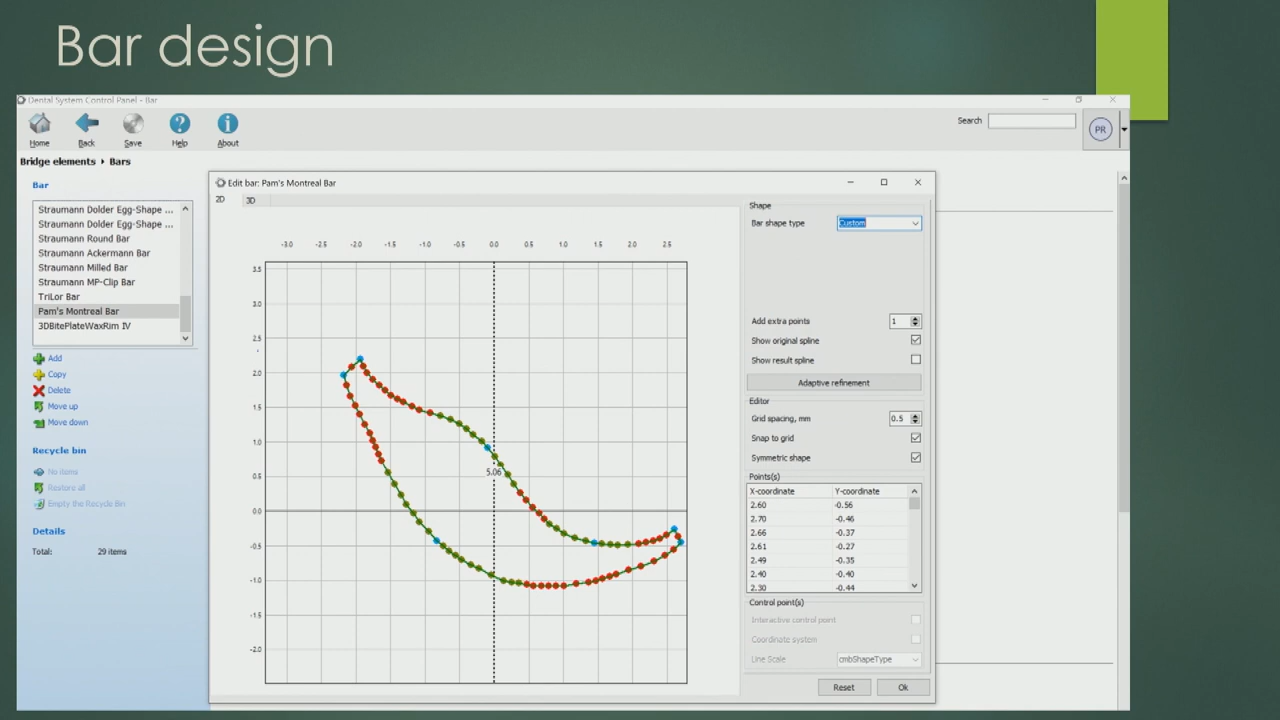 Bar design
Dental System Control Panel - Bar
Home Back Save Help About
Search
PR
Bridge elements Bars
Bar
Straumann Dolder Egg-Shape ...
Straumann Dolder Egg-Shape ...
Straumann Round Bar
Straumann Ackermann Bar
Straumann Milled Bar
Straumann MP-Clip Bar
TriLor Bar
Pam's Montreal Bar
3DBitePlateWaxRim IV
Add
Copy
Delete
Move up
Move down
Recycle bin
No items
Restore all
Empty the Recycle Bin
Details
Total: 29 items
Edit bar: Pam's Montreal Bar
2D 3D
-3.0 -2.5 -2.0 -1.5 -1.0 -0.5 0.0 0.5 1.0 1.5 2.0 2.5
3.5
3.0
2.5
2.0
1.5
1.0
0.5
0.0
-0.5
-1.0
-1.5
-2.0
5.06
Shape
Bar shape type Custom
Add extra points 1
Show original spline
Show result spline
Adaptive refinement
Editor
Grid spacing, mm 0.5
Snap to grid
Symmetric shape
Points(s)
X-coordinate Y-coordinate
2.60 -0.56
2.70 -0.46
2.66 -0.37
2.61 -0.27
2.49 -0.35
2.40 -0.40
2.30 -0.44
Control point(s)
Interactive control point
Coordinate system
Line Scale cmbShapeType
Reset Ok